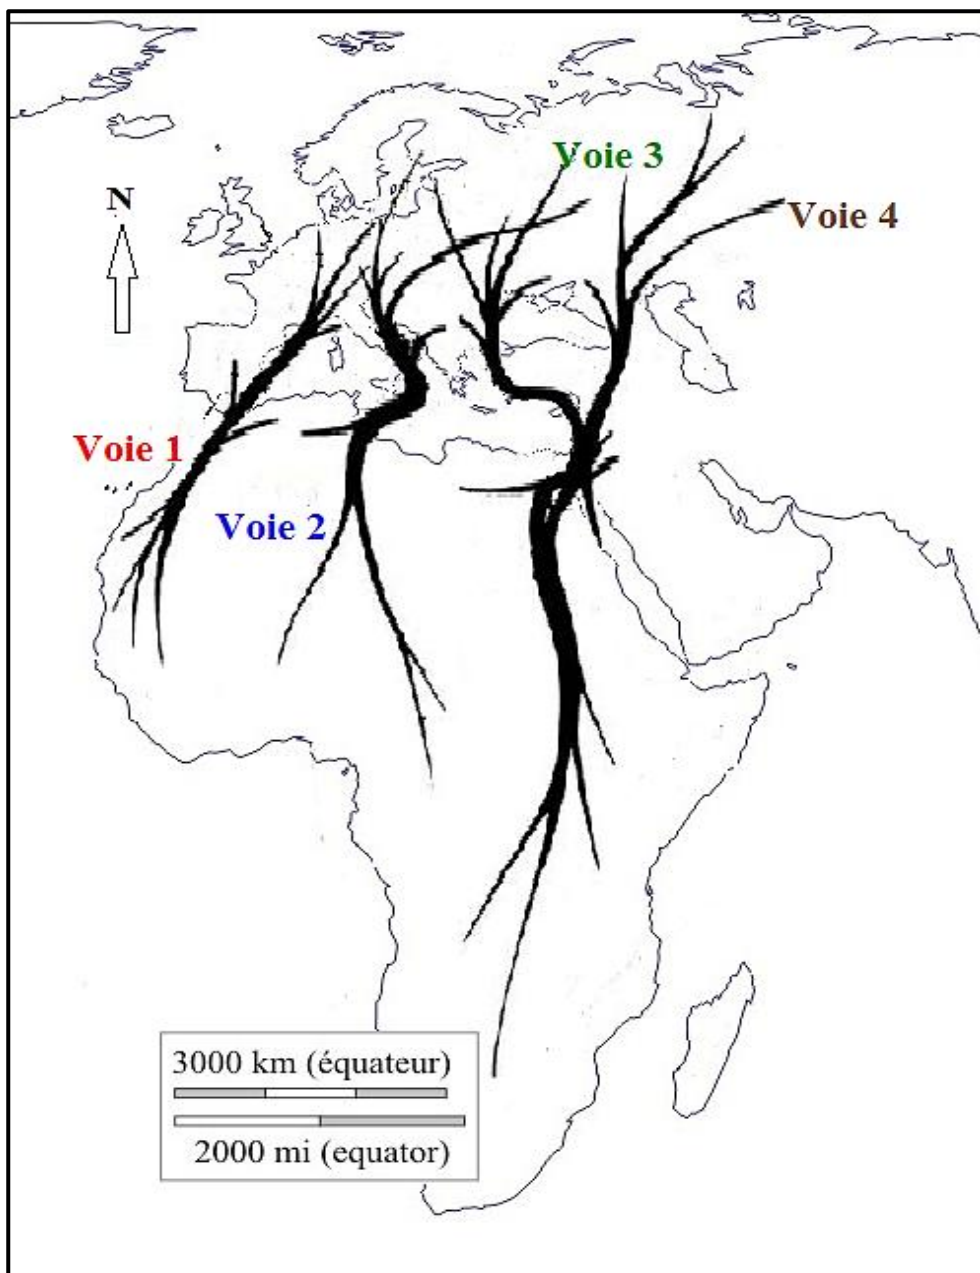 Voie 3
N
Voie 4
Voie 1
Voie 2
3000 km (équateur)
2000 mi (equator)